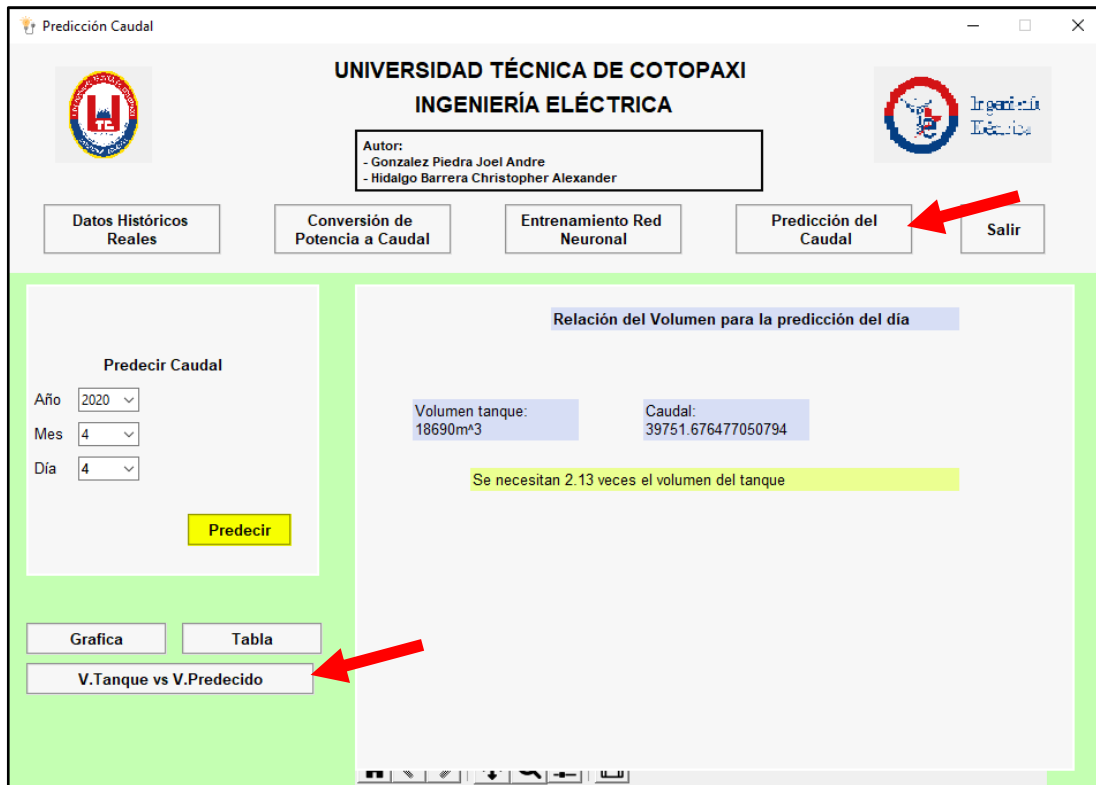 Predicción Caudal
UNIVERSIDAD TÉCNICA DE COTOPAXI
INGENIERÍA ELÉCTRICA
UTC
Autor:
- Gonzalez Piedra Joel Andre
- Hidalgo Barrera Christopher Alexander
Ingeniería
Eléctrica
Datos Históricos
Reales
Conversión de
Potencia a Caudal
Entrenamiento Red
Neuronal
Predicción del
Caudal
Salir
Predecir Caudal
Año 2020
Mes 4
Día 4
Predecir
Grafica
Tabla
V.Tanque vs V.Predecido
Relación del Volumen para la predicción del día
Volumen tanque:
18690m^3
Caudal:
39751.676477050794
Se necesitan 2.13 veces el volumen del tanque